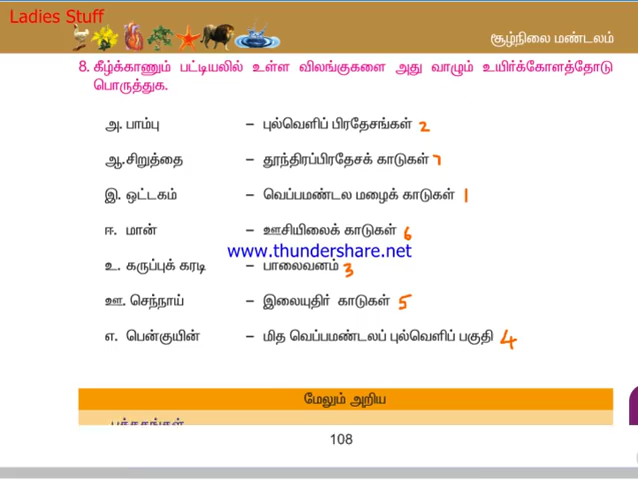 Ladies Stuff
சூழ்நிலை மண்டலம்
8. கீழ்க்காணும் பட்டியலில் உள்ள விலங்குகளை அது வாழும் உயிர்க்கோளத்தோடு
பொருத்துக.
அ. பாம்பு – புல்வெளிப் பிரதேசங்கள் 2
ஆ.சிறுத்தை – தூந்திரப்பிரதேசக் காடுகள் 7
இ. ஒட்டகம் – வெப்பமண்டல மழைக் காடுகள் 1
ஈ. மான் – ஊசியிலைக் காடுகள் 6
www.thundershare.net
உ. கருப்புக் கரடி – பாலைவனம் 3
ஊ. செந்நாய் – இலையுதிர் காடுகள் 5
எ. பென்குயின் – மித வெப்பமண்டலப் புல்வெளிப் பகுதி 4
மேலும் அறிய
புத்தகங்கள்
108